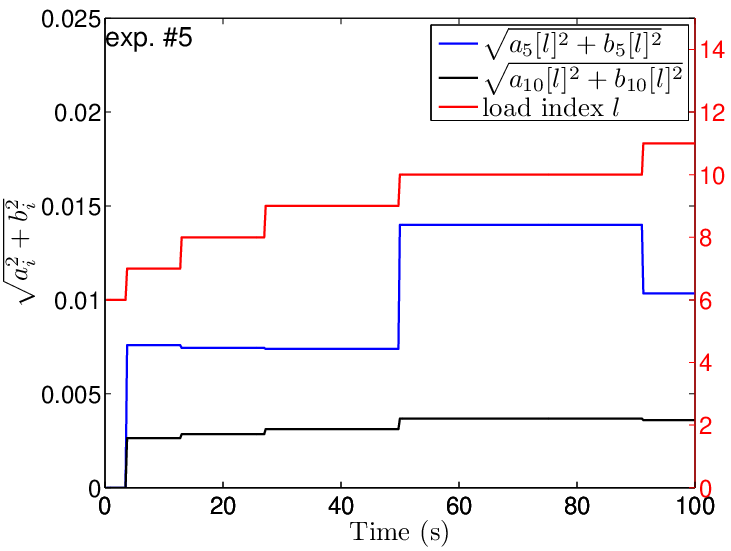 exp. #5
√a₅[l]² + b₅[l]²
√a₁₀[l]² + b₁₀[l]²
load index l
0.025
0.02
0.015
0.01
0.005
0
√aᵢ² + bᵢ²
14
12
10
8
6
4
2
0
0 20 40 60 80 100
Time (s)